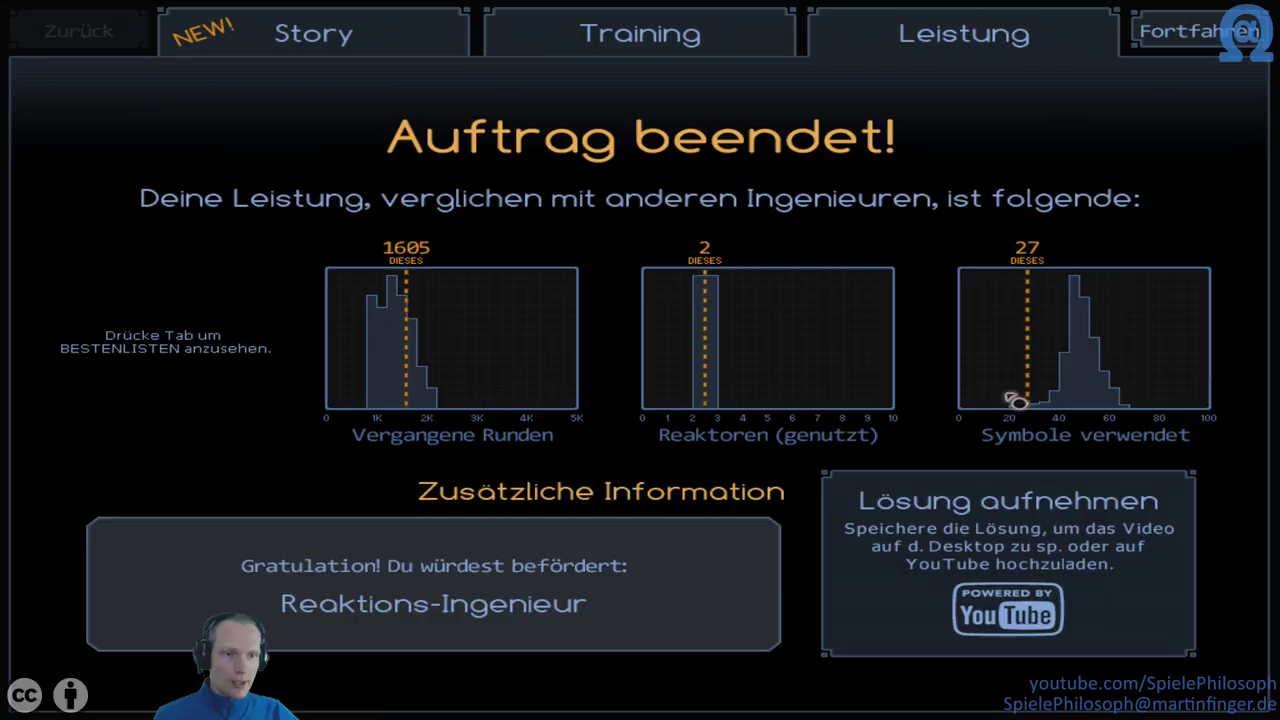 Zurück
NEW!
Story
Training
Leistung
Fortfahren
Auftrag beendet!
Deine Leistung, verglichen mit anderen Ingenieuren, ist folgende:
1605
DIESES
2
DIESES
27
DIESES
Drücke Tab um
BESTENLISTEN anzusehen.
0 1K 2K 3K 4K 5K
0 1 2 3 4 5 6 7 8 9 10
0 20 40 60 80 100
Vergangene Runden
Reaktoren (genutzt)
Symbole verwendet
Zusätzliche Information
Gratulation! Du würdest befördert:
Reaktions-Ingenieur
Lösung aufnehmen
Speichere die Lösung, um das Video
auf d. Desktop zu sp. oder auf
YouTube hochzuladen.
POWERED BY
YouTube
cc
youtube.com/SpielePhilosoph
SpielePhilosoph@martinfinger.de